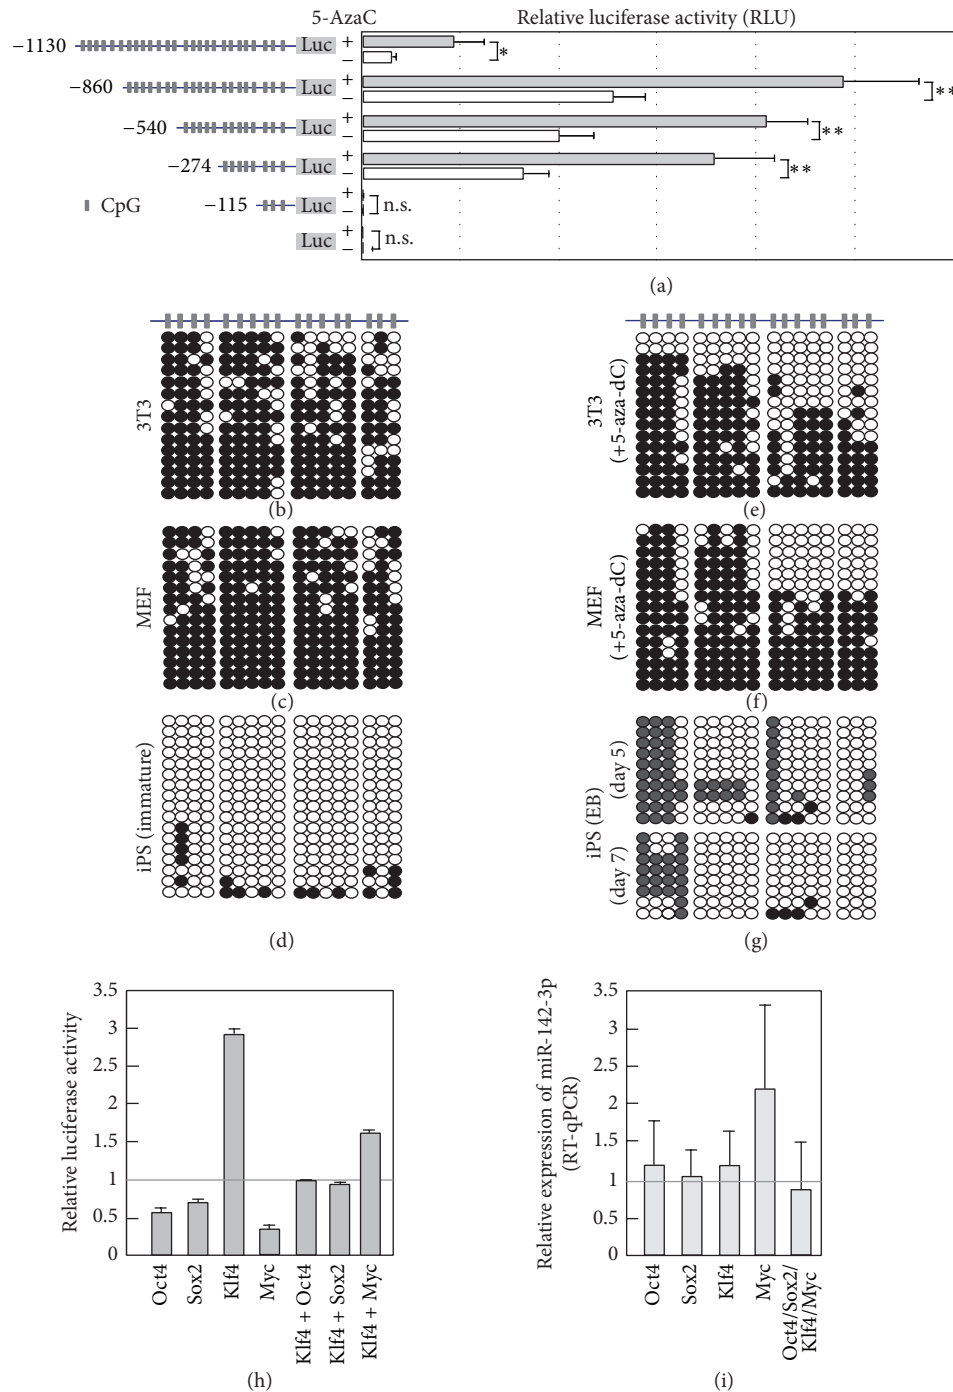 5-AzaC
Relative luciferase activity (RLU)
−1130
Luc
+
−
*
−860
Luc
+
−
**
−540
Luc
+
−
**
−274
Luc
+
−
**
CpG
−115
Luc
+
−
n.s.
Luc
+
−
n.s.
(a)
3T3
(b)
3T3
(+5-aza-dC)
(e)
MEF
(c)
MEF
(+5-aza-dC)
(f)
iPS (immature)
(d)
iPS (EB)
(day 5)
(day 7)
(g)
Relative luciferase activity
3.5
3
2.5
2
1.5
1
0.5
0
Oct4
Sox2
Klf4
Myc
Klf4 + Oct4
Klf4 + Sox2
Klf4 + Myc
(h)
Relative expression of miR-142-3p
(RT-qPCR)
3.5
3
2.5
2
1.5
1
0.5
0
Oct4
Sox2
Klf4
Myc
Oct4/Sox2/
Klf4/Myc
(i)